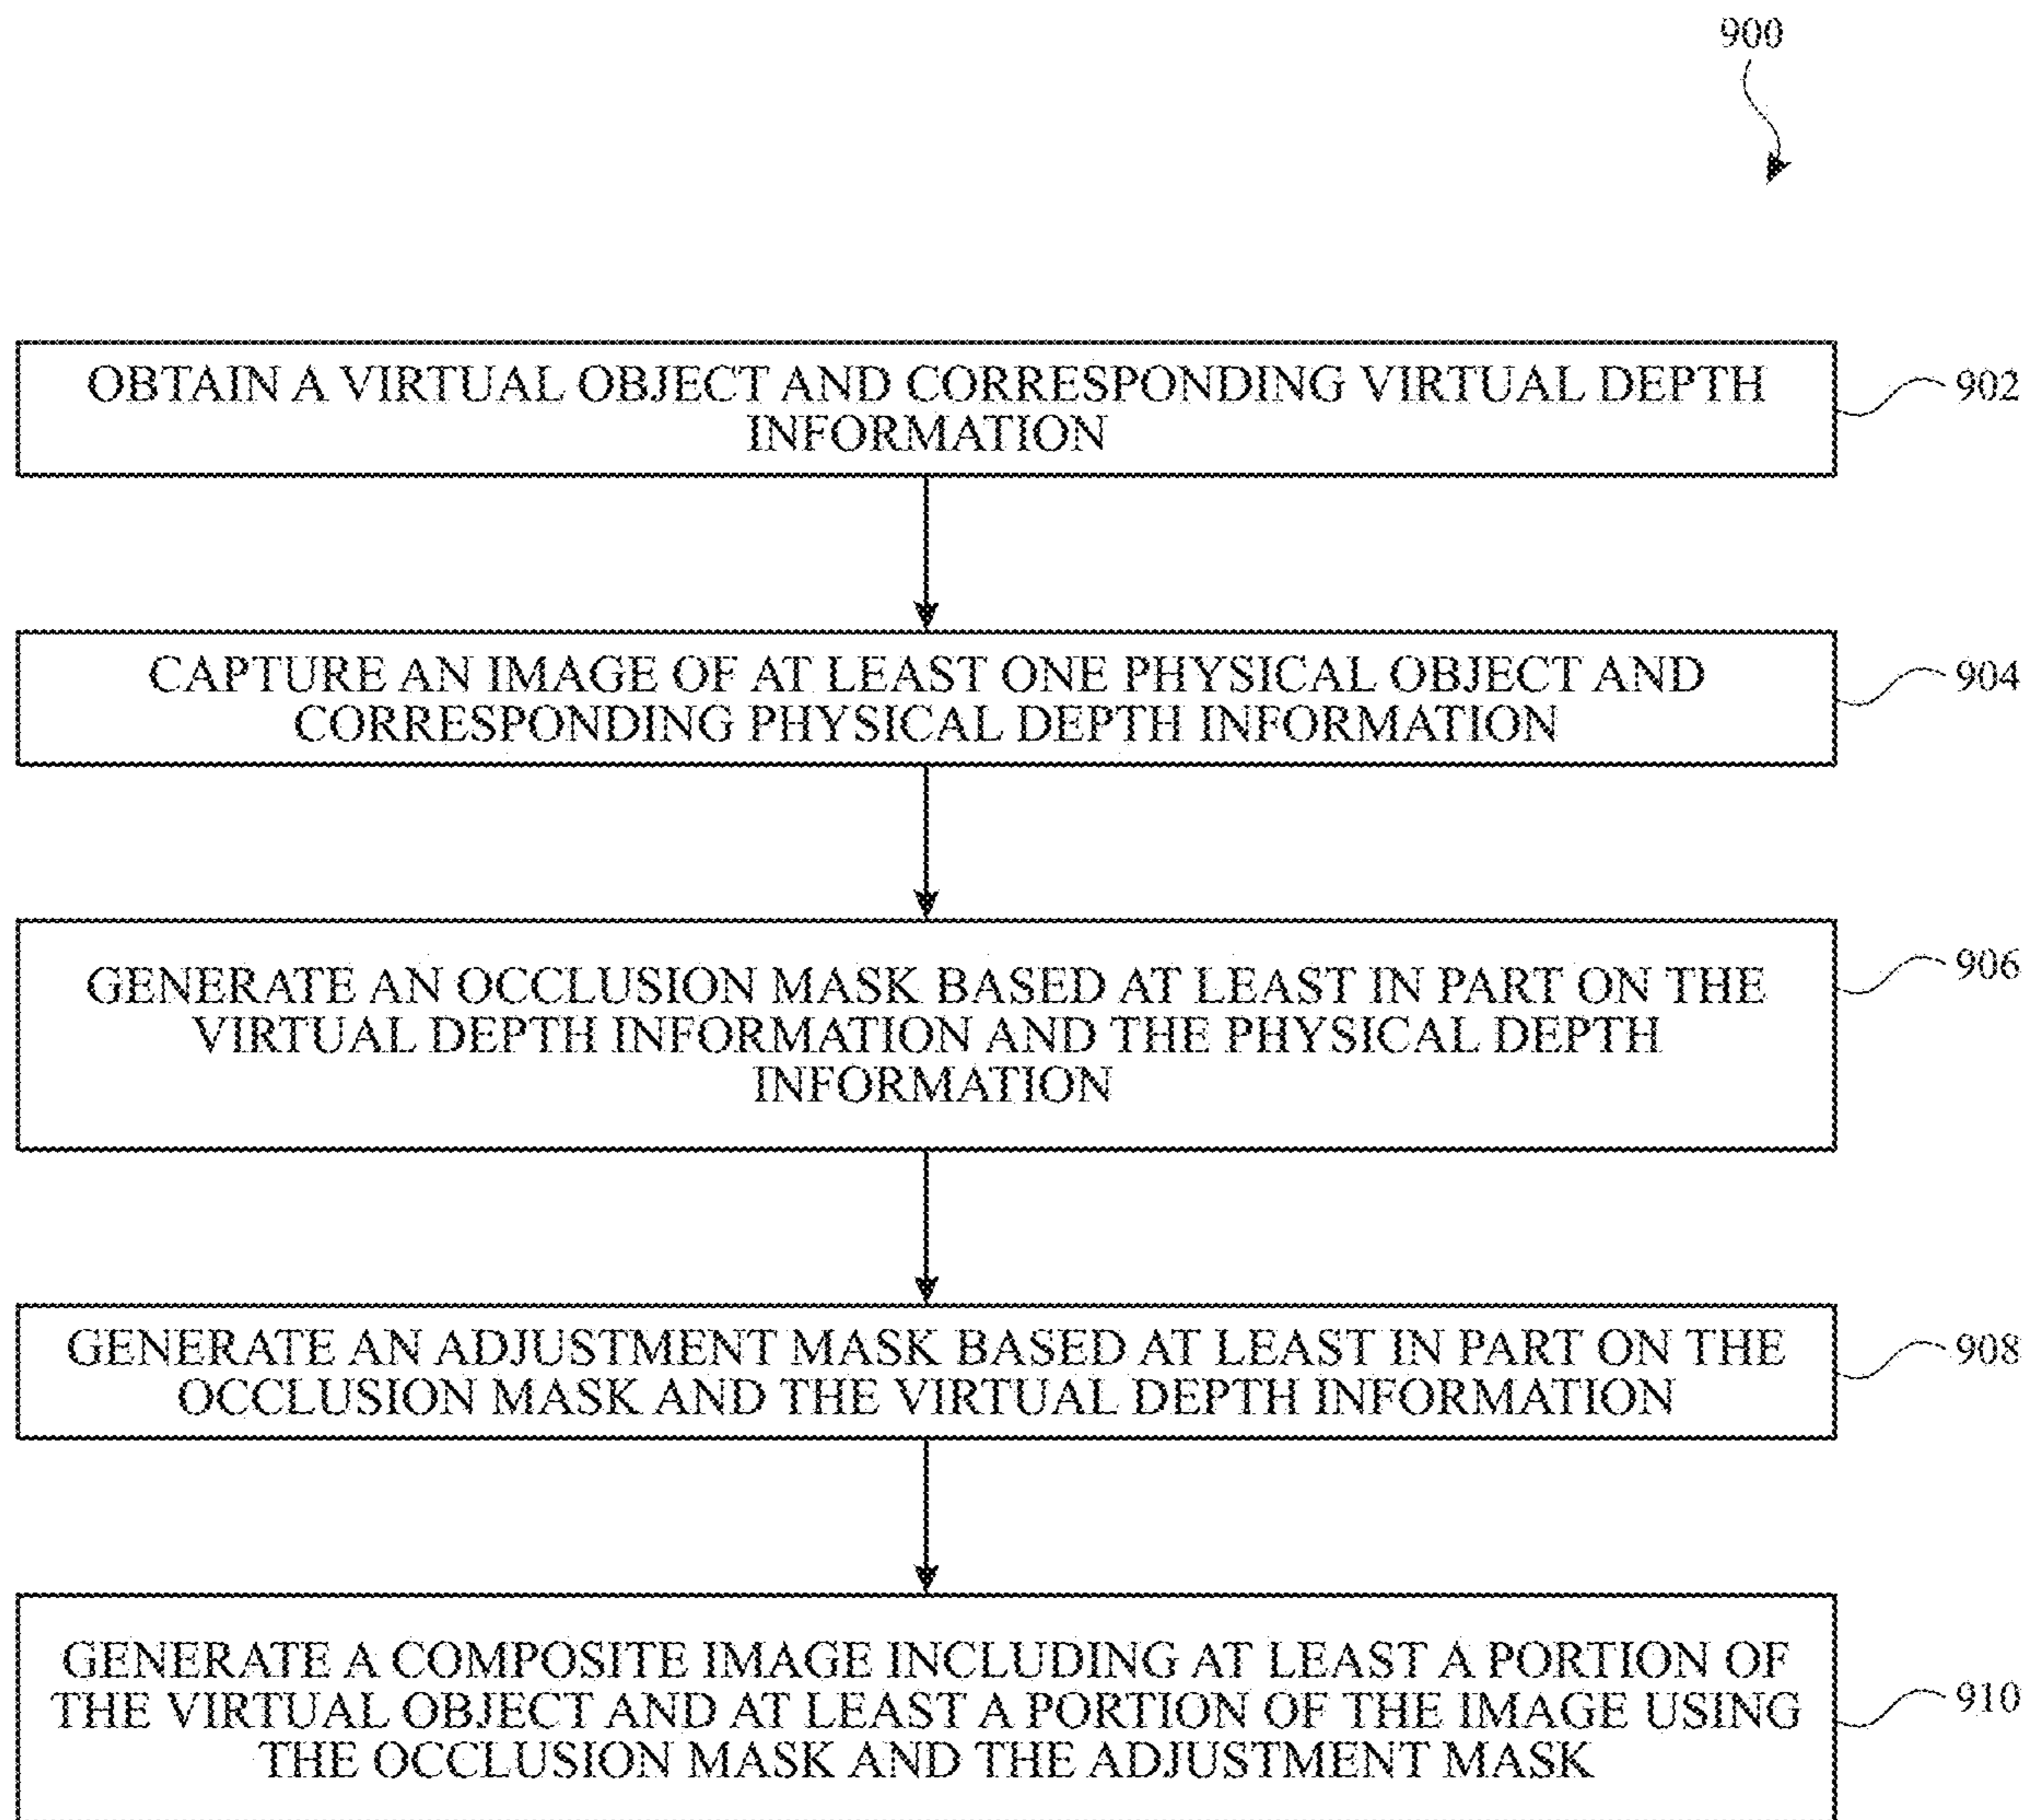 900
OBTAIN A VIRTUAL OBJECT AND CORRESPONDING VIRTUAL DEPTH
INFORMATION
902
CAPTURE AN IMAGE OF AT LEAST ONE PHYSICAL OBJECT AND
CORRESPONDING PHYSICAL DEPTH INFORMATION
904
GENERATE AN OCCLUSION MASK BASED AT LEAST IN PART ON THE
VIRTUAL DEPTH INFORMATION AND THE PHYSICAL DEPTH
INFORMATION
906
GENERATE AN ADJUSTMENT MASK BASED AT LEAST IN PART ON THE
OCCLUSION MASK AND THE VIRTUAL DEPTH INFORMATION
908
GENERATE A COMPOSITE IMAGE INCLUDING AT LEAST A PORTION OF
THE VIRTUAL OBJECT AND AT LEAST A PORTION OF THE IMAGE USING
THE OCCLUSION MASK AND THE ADJUSTMENT MASK
910